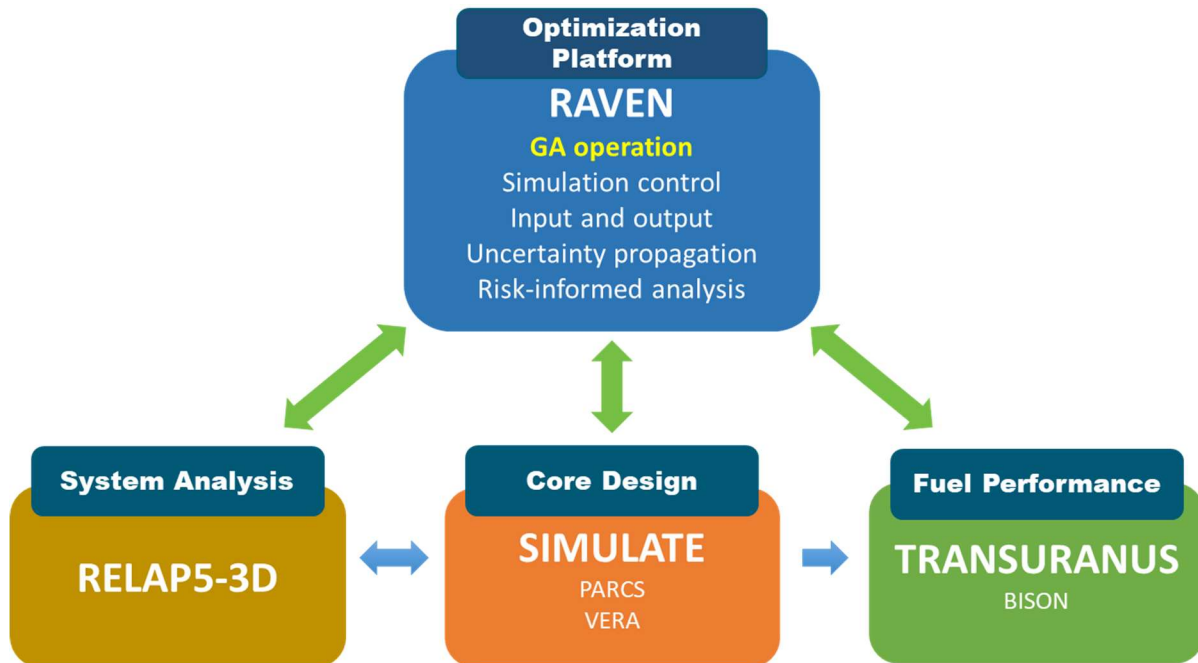 Optimization
Platform
RAVEN
GA operation
Simulation control
Input and output
Uncertainty propagation
Risk-informed analysis
System Analysis
RELAP5-3D
Core Design
SIMULATE
PARCS
VERA
Fuel Performance
TRANSURANUS
BISON